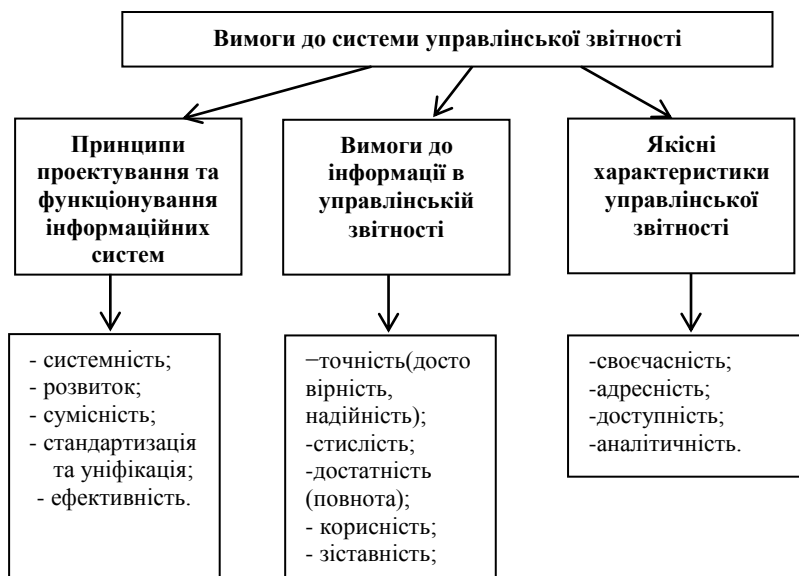 Вимоги до системи управлінської звітності
Принципи
проектування та
функціонування
інформаційних
систем
Вимоги до
інформації в
управлінській
звітності
Якісні
характеристики
управлінської
звітності
- системність;
- розвиток;
- сумісність;
- стандартизація
та уніфікація;
- ефективність.
−точність(досто
вірність,
надійність);
-стислість;
-достатність
(повнота);
- корисність;
- зіставність;
-своєчасність;
-адресність;
-доступність;
-аналітичність.